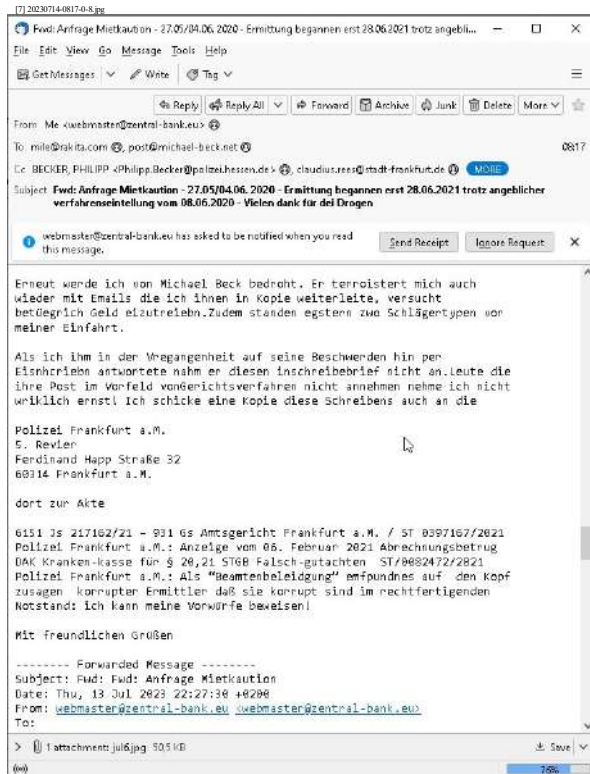 [7] 20230714-0817-0-8.jpg
Fwd: Anfrage Mietkaution - 27.05/04.06. 2020 - Ermittung begannen erst 28.06.2021 trotz angebli...
File Edit View Go Message Tools Help
Get Messages Write Tag
Reply Reply All Forward Archive Junk Delete More
From Me <webmaster@zentral-bank.eu>
To mile@rakita.com, post@michael-beck.net 08:17
Cc BECKER, PHILIPP <Philipp.Becker@polizei.hessen.de>, claudius.rees@stadt-frankfurt.de MORE
Subject Fwd: Anfrage Mietkaution - 27.05/04.06. 2020 - Ermittung begannen erst 28.06.2021 trotz angeblicher
verfahrenseintellung vom 08.06.2020 - Vielen dank für dei Drogen
webmaster@zentral-bank.eu has asked to be notified when you read
this message.
Send Receipt Ignore Request
Erneut werde ich von Michael Beck bedroht. Er terroistert mich auch
wieder mit Emails die ich ihnen in Kopie weiterleite, versucht
betüegrich Geld eizutreiebn.Zudem standen egstern zwo Schlägertypen vor
meiner Einfahrt.
Als ich ihm in der Vregangenheit auf seine Beschwerden hin per
Eisnhcriebn antwortete nahm er diesen inschreibebrief nicht an.Leute die
ihre Post im Vorfeld vonGerichtsverfahren nicht annehmen nehme ich nicht
wriklich ernst! Ich schicke eine Kopie diese Schreibens auch an die
Polizei Frankfurt a.M.
5. Revier
Ferdinand Happ Straße 32
60314 Frankfurt a.M.
dort zur Akte
6151 Js 217162/21 - 931 Gs Amtsgericht Frankfurt a.M. / ST 0397167/2021
Polizei Frankfurt a.M.: Anzeige vom 06. Februar 2021 Abrechnungsbetrug
DAK Kranken-kasse für § 20,21 STGB Falsch-gutachten ST/0082472/2021
Polizei Frankfurt a.M.: Als “Beamtenbeleidgung” emfpundnes auf den Kopf
zusagen korrupter Ermittler daß sie korrupt sind im rechtfertigenden
Notstand: ich kann meine Vorwürfe beweisen!
Mit freundlichen Grüßen
-------- Forwarded Message --------
Subject: Fwd: Fwd: Anfrage Mietkaution
Date: Thu, 13 Jul 2023 22:27:30 +0200
From: webmaster@zentral-bank.eu <webmaster@zentral-bank.eu>
To:
1 attachment: jul6.jpg 50,5 KB Save
76%